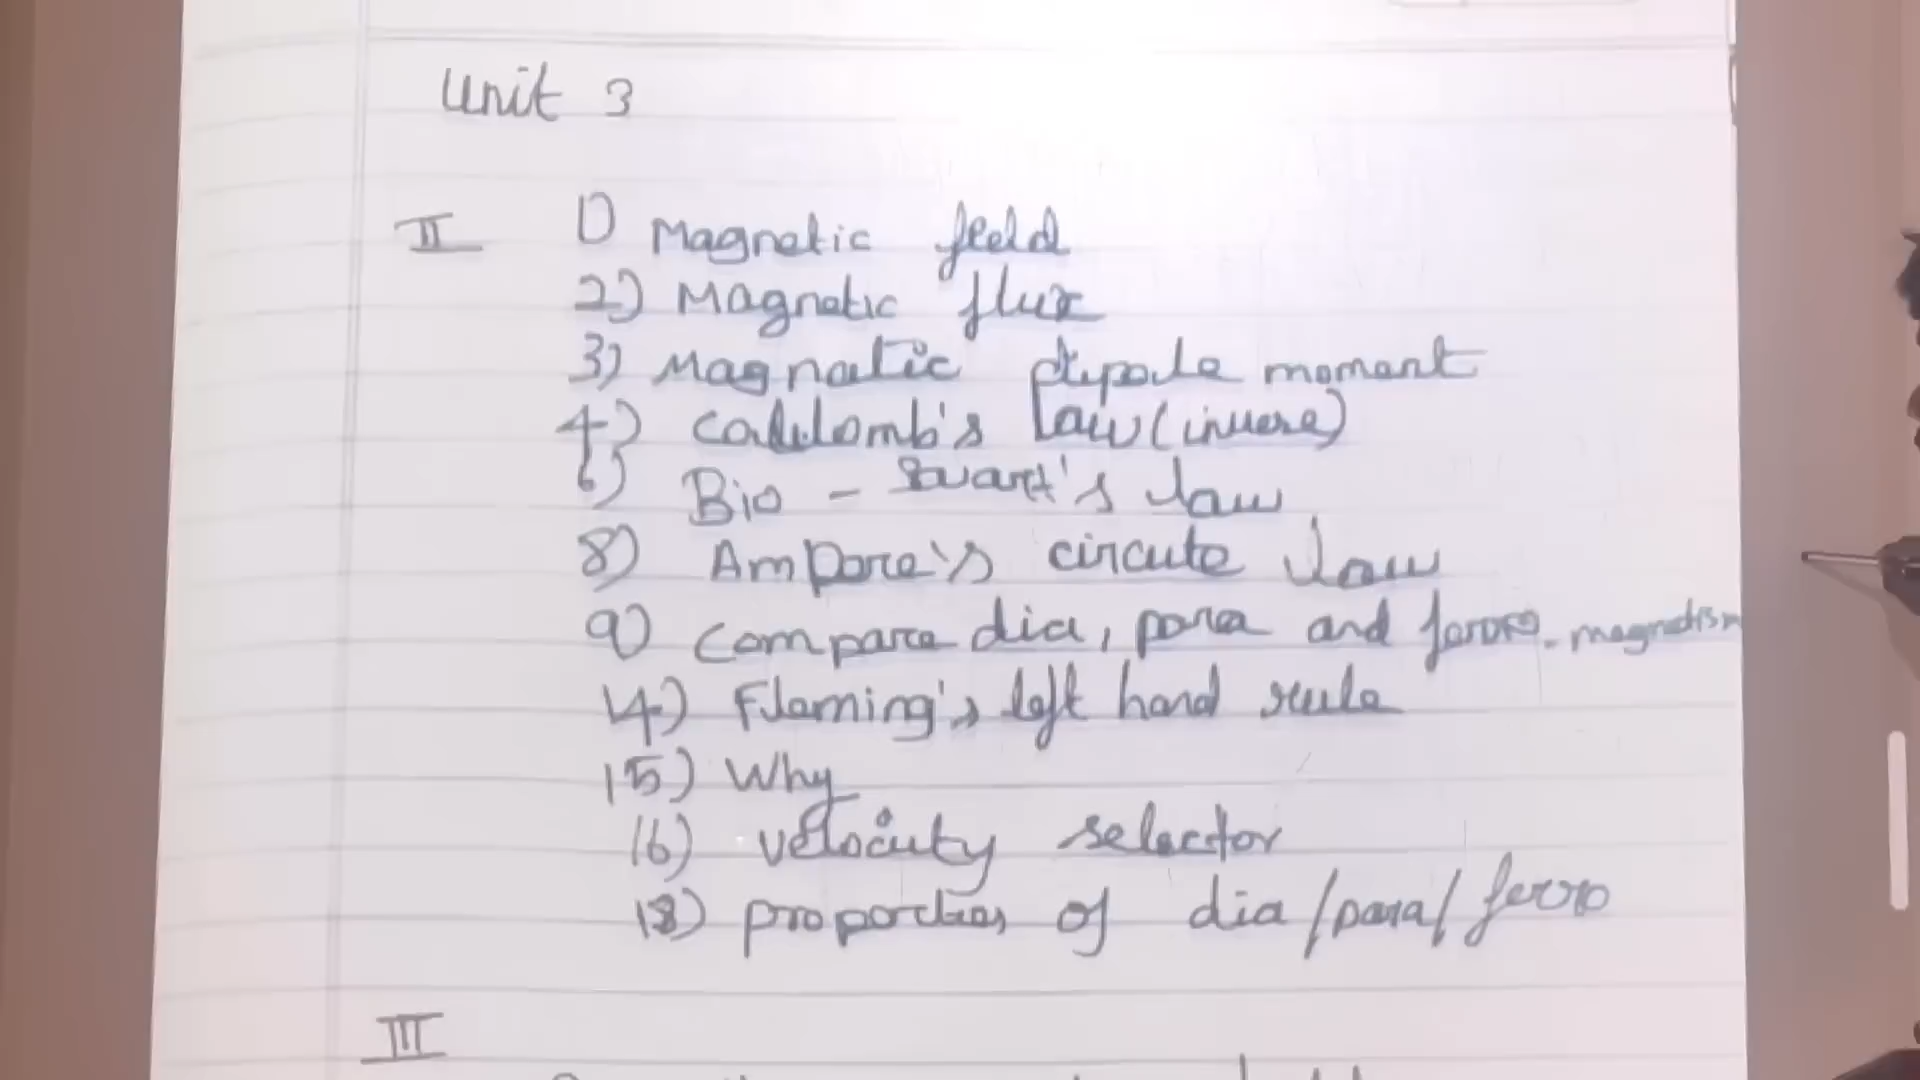 Unit 3
II 1) Magnetic field
2) Magnetic flux
3) Magnetic dipole moment
4) Coulomb's law (inverse)
6) Bio - Savart's law
8) Ampere's circute law
9) Compare dia, para and ferro-magnetism
14) Flaming's left hand rule
15) Why
16) velocity selector
18) properties of dia/para/ferro
III